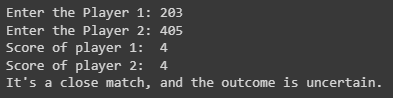 Enter the Player 1: 203
Enter the Player 2: 405
Score of player 1:  4
Score of player 2:  4
It's a close match, and the outcome is uncertain.